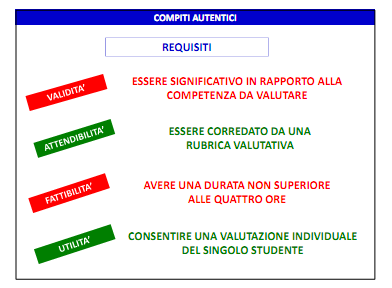 COMPITI AUTENTICI
REQUISITI
VALIDITA'
ESSERE SIGNIFICATIVO IN RAPPORTO ALLA
COMPETENZA DA VALUTARE
ATTENDIBILITA'
ESSERE CORREDATO DA UNA
RUBRICA VALUTATIVA
FATTIBILITA'
AVERE UNA DURATA NON SUPERIORE
ALLE QUATTRO ORE
UTILITA'
CONSENTIRE UNA VALUTAZIONE INDIVIDUALE
DEL SINGOLO STUDENTE